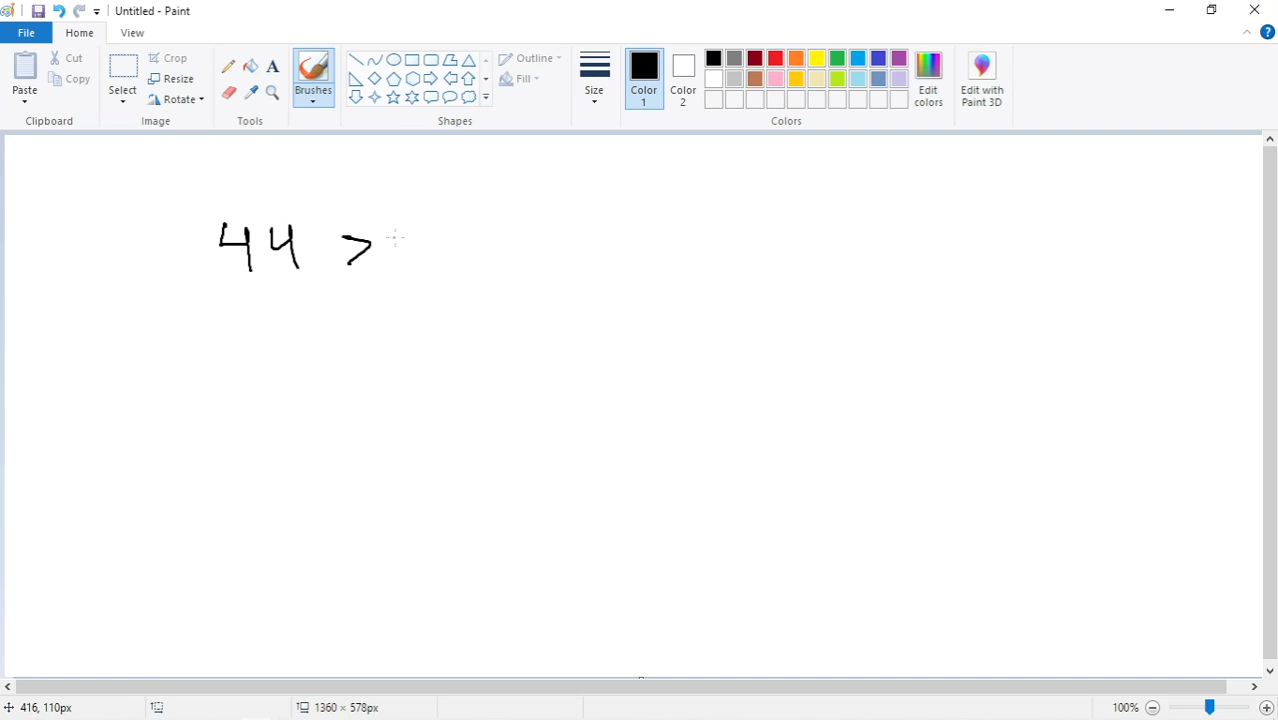 Untitled - Paint
File Home View
Paste
Cut
Copy
Clipboard
Select
Crop
Resize
Rotate
Image
A
Tools
Brushes
Outline
Fill
Shapes
Size
Color 1
Color 2
Edit colors
Edit with Paint 3D
Colors
44 >
416, 110px
1360 × 578px
100%